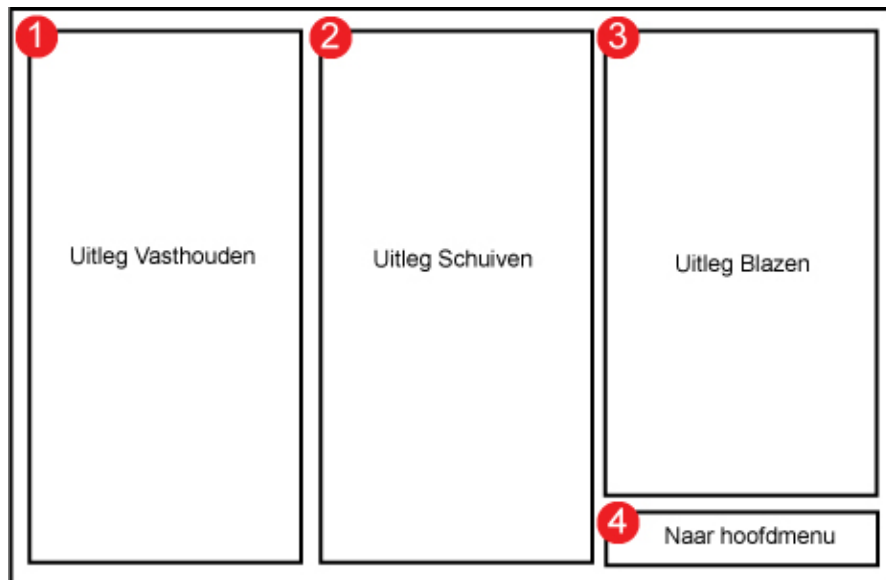 1
Uitleg Vasthouden
2
Uitleg Schuiven
3
Uitleg Blazen
4
Naar hoofdmenu